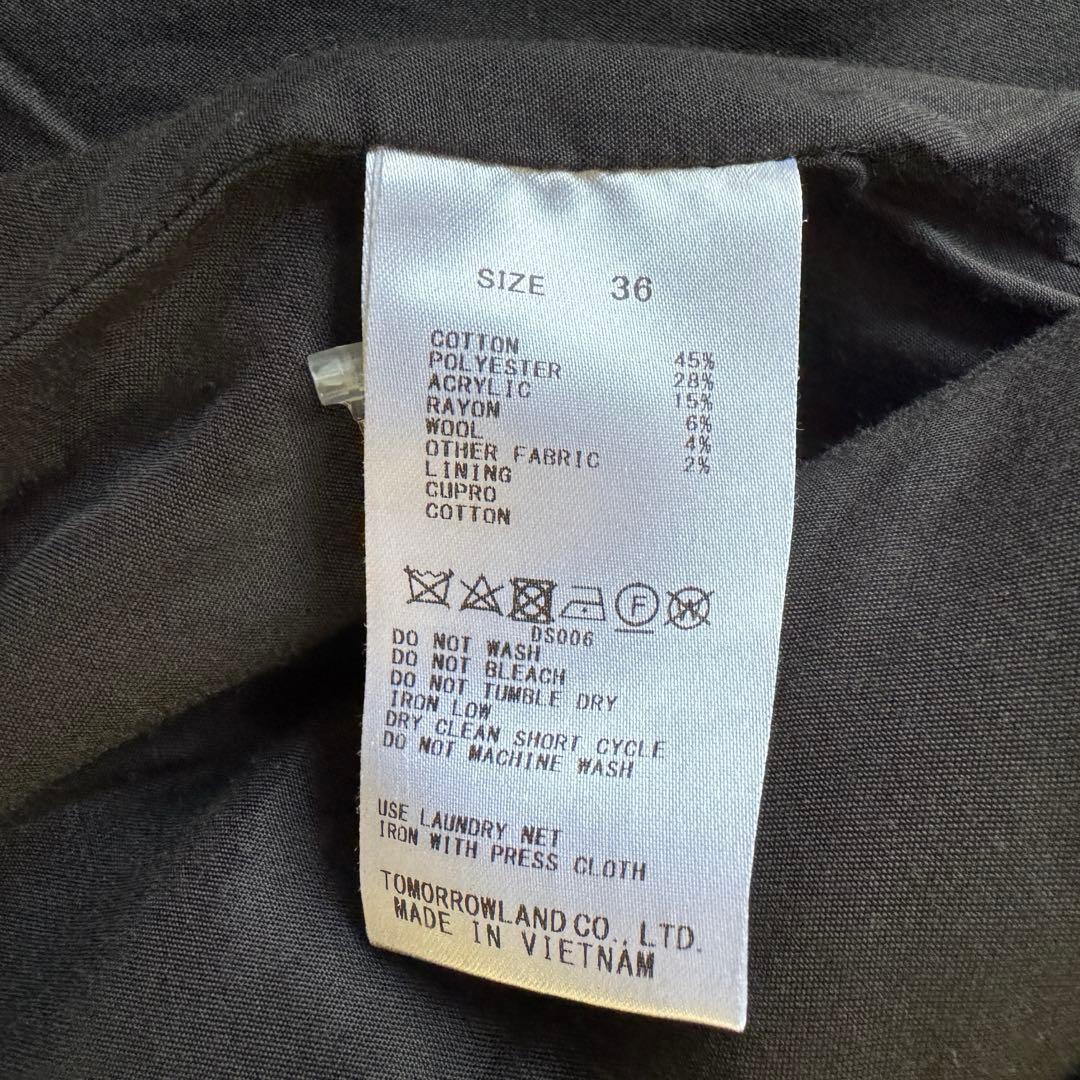 SIZE 36
COTTON 45%
POLYESTER 28%
ACRYLIC 15%
RAYON 6%
WOOL 4%
OTHER FABRIC 2%
LINING
CUPRO
COTTON
F W
DS006
DO NOT WASH
DO NOT BLEACH
DO NOT TUMBLE DRY
IRON LOW
DRY CLEAN SHORT CYCLE
DO NOT MACHINE WASH
USE LAUNDRY NET
IRON WITH PRESS CLOTH
TOMORROWLAND CO., LTD.
MADE IN VIETNAM